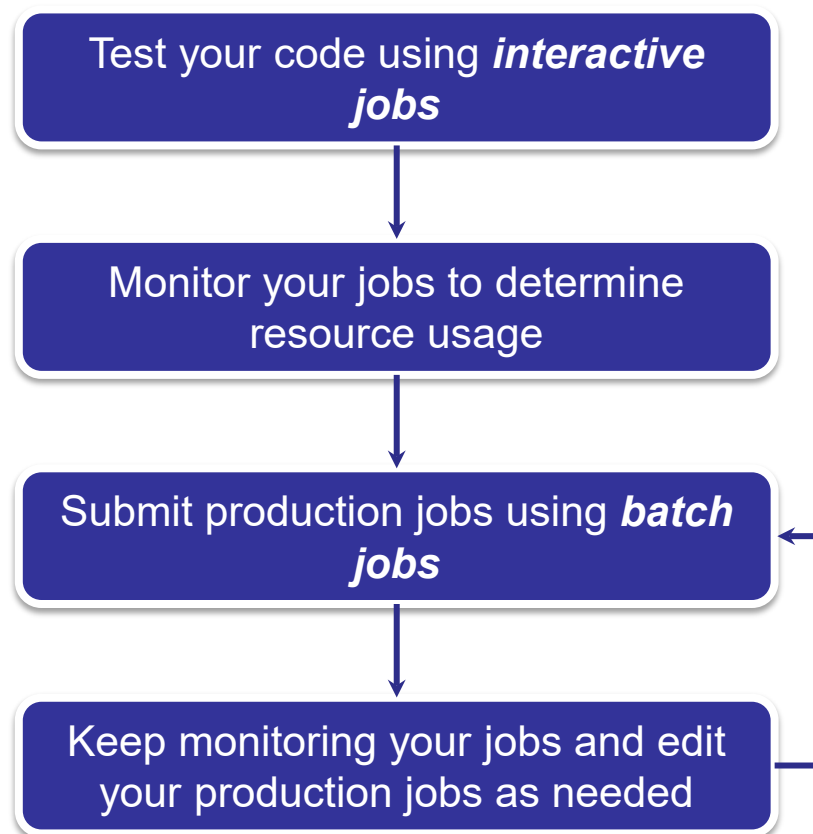 Test your code using interactive
jobs
Monitor your jobs to determine
resource usage
Submit production jobs using batch
jobs
Keep monitoring your jobs and edit
your production jobs as needed